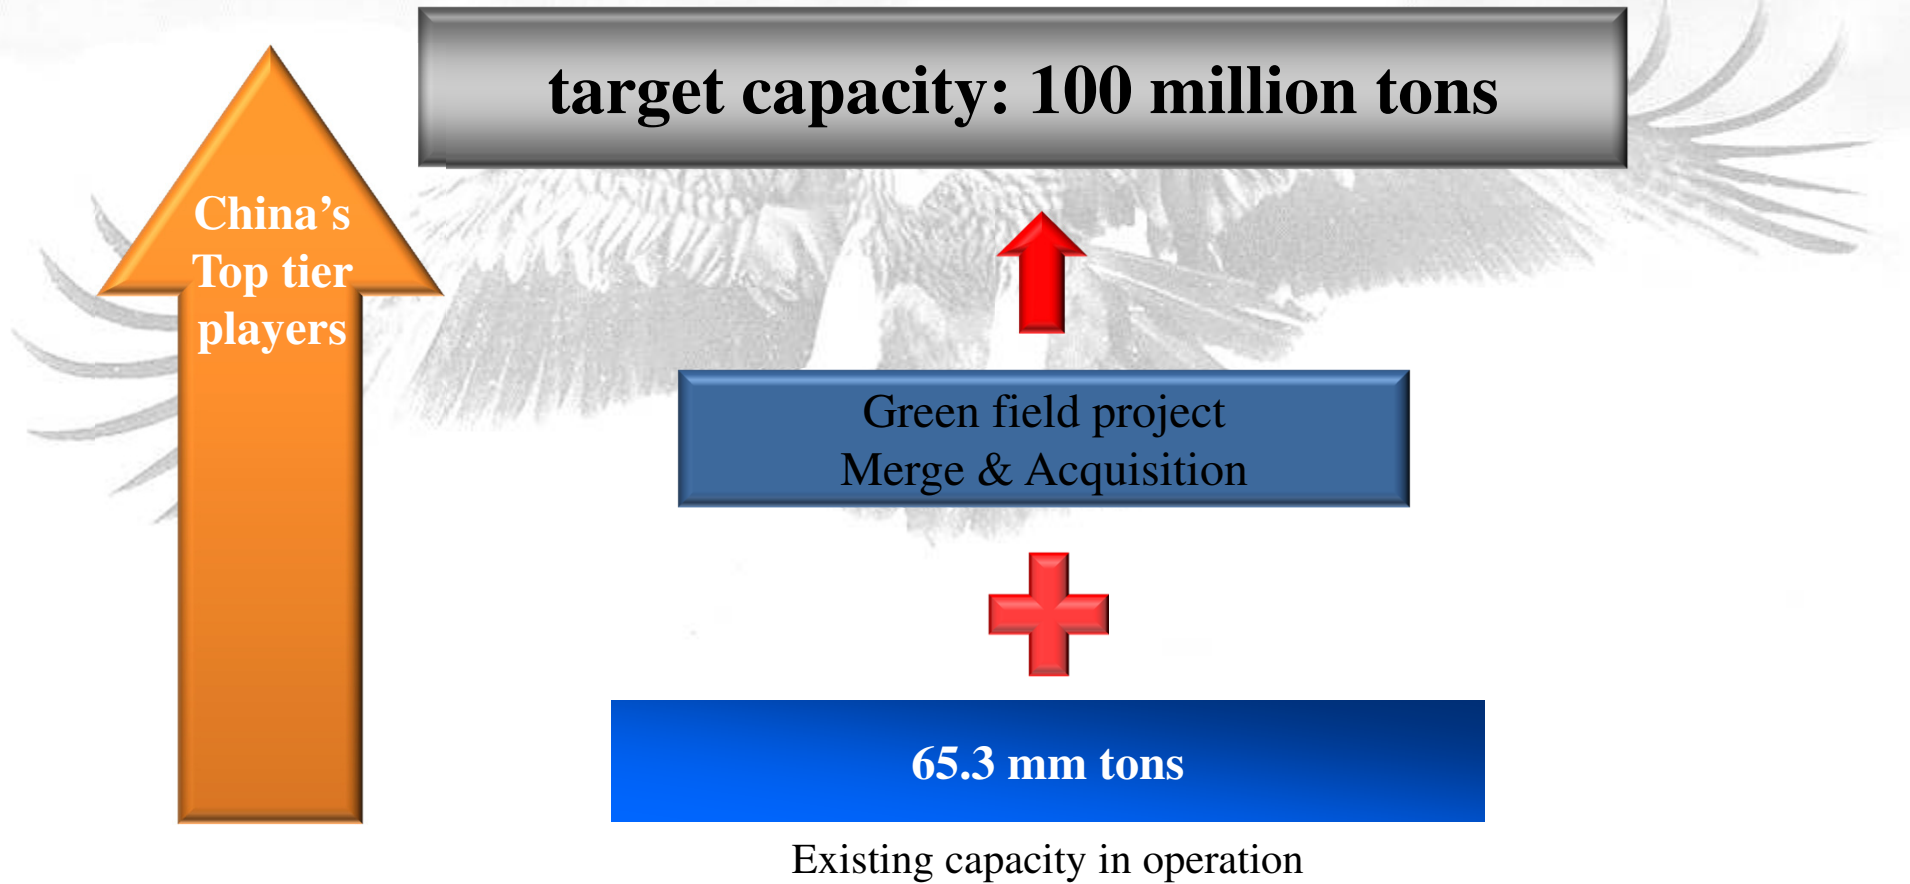 target capacity: 100 million tons
China’s
Top tier
players
Green field project
Merge & Acquisition
65.3 mm tons
Existing capacity in operation